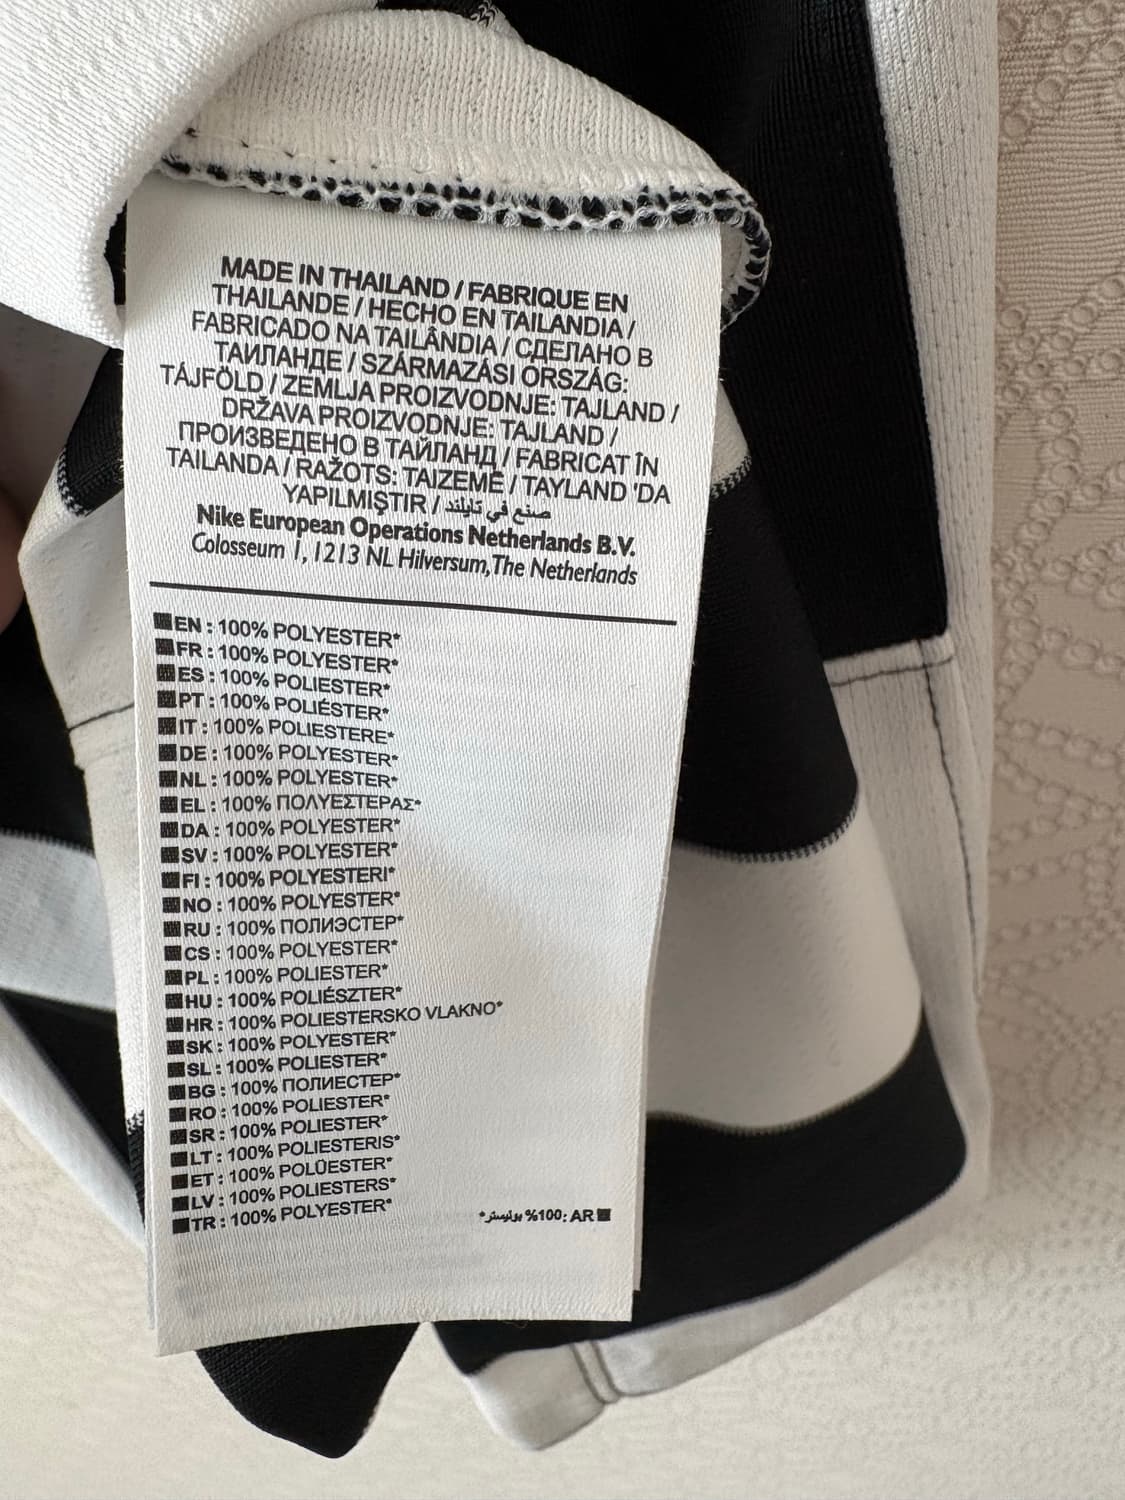 MADE IN THAILAND / FABRIQUE EN
THAILANDE / HECHO EN TAILANDIA /
FABRICADO NA TAILÂNDIA / СДЕЛАНО В
ТАИЛАНДЕ / SZÁRMAZÁSI ORSZÁG:
TÁJFÖLD / ZEMLJA PROIZVODNJE: TAJLAND /
DRŽAVA PROIZVODNJE: TAJLAND /
ПРОИЗВЕДЕНО В ТАЙЛАНД / FABRICAT ÎN
TAILANDA / RAŽOTS: TAIZEMĒ / TAYLAND 'DA
YAPILMIŞTIR / صنع في تايلند
Nike European Operations Netherlands B.V.
Colosseum 1, 1213 NL Hilversum, The Netherlands
EN : 100% POLYESTER*
FR : 100% POLYESTER*
ES : 100% POLIESTER*
PT : 100% POLIÉSTER*
IT : 100% POLIESTERE*
DE : 100% POLYESTER*
NL : 100% POLYESTER*
EL : 100% ΠΟΛΥΕΣΤΕΡΑΣ*
DA : 100% POLYESTER*
SV : 100% POLYESTER*
FI : 100% POLYESTERI*
NO : 100% POLYESTER*
RU : 100% ПОЛИЭСТЕР*
CS : 100% POLYESTER*
PL : 100% POLIESTER*
HU : 100% POLIÉSZTER*
HR : 100% POLIESTERSKO VLAKNO*
SK : 100% POLYESTER*
SL : 100% POLIESTER*
BG : 100% ПОЛИЕСТЕР*
RO : 100% POLIESTER*
SR : 100% POLIESTER*
LT : 100% POLIESTERIS*
ET : 100% POLÜESTER*
LV : 100% POLIESTERS*
TR : 100% POLYESTER*
AR :100% بوليستر*